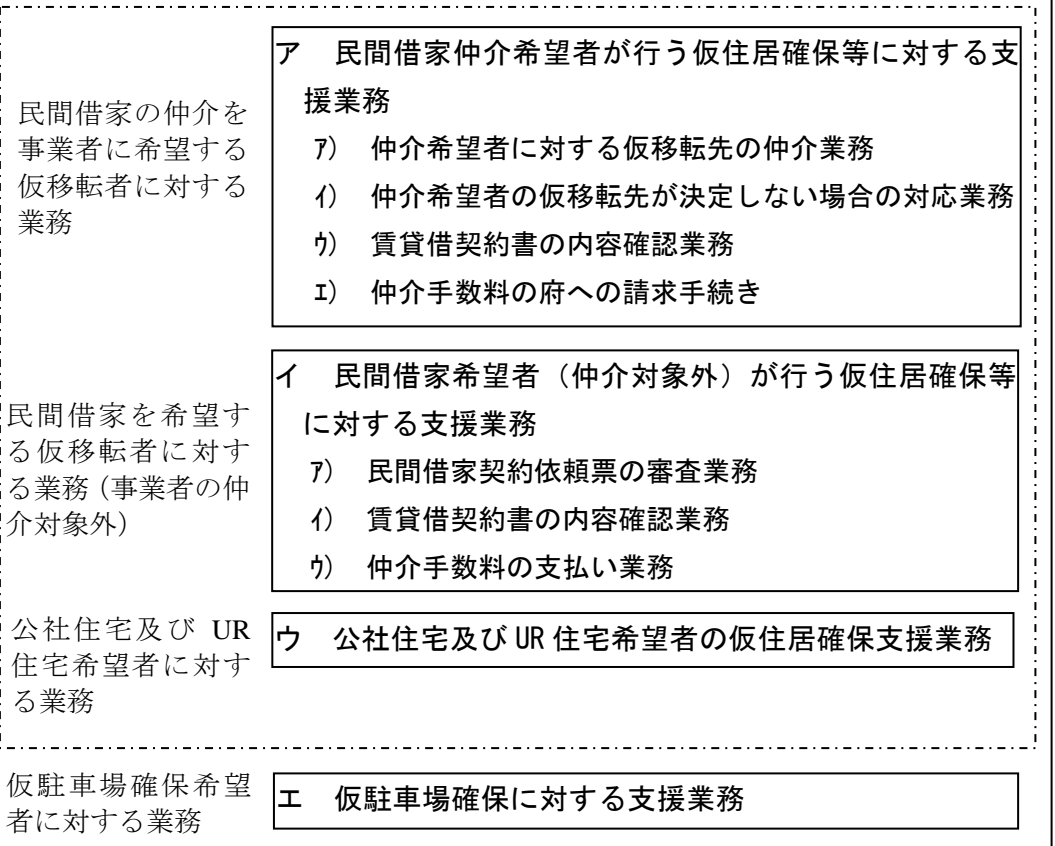 民間借家の仲介を
事業者に希望する
仮移転者に対する
業務
ア　民間借家仲介希望者が行う仮住居確保等に対する支
援業務
ｱ)　仲介希望者に対する仮移転先の仲介業務
ｲ)　仲介希望者の仮移転先が決定しない場合の対応業務
ｳ)　賃貸借契約書の内容確認業務
ｴ)　仲介手数料の府への請求手続き
民間借家を希望す
る仮移転者に対す
る業務（事業者の仲
介対象外）
イ　民間借家希望者（仲介対象外）が行う仮住居確保等
に対する支援業務
ｱ)　民間借家契約依頼票の審査業務
ｲ)　賃貸借契約書の内容確認業務
ｳ)　仲介手数料の支払い業務
公社住宅及び UR
住宅希望者に対す
る業務
ウ　公社住宅及び UR 住宅希望者の仮住居確保支援業務
仮駐車場確保希望
者に対する業務
エ　仮駐車場確保に対する支援業務